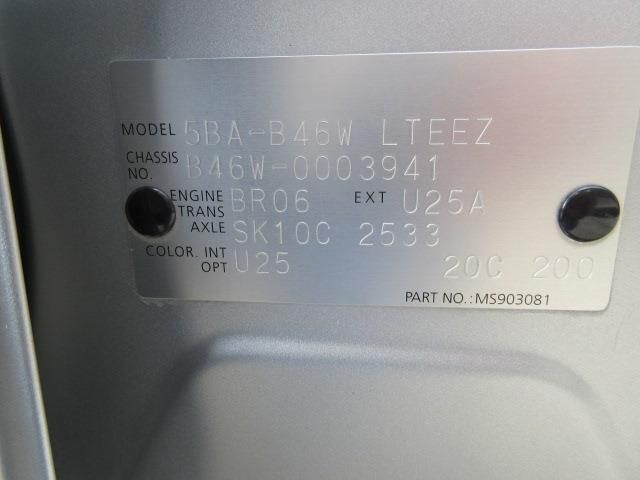 MODEL 5BA-B46W LTEEZ
CHASSIS NO. B46W-0003941
ENGINE BR06 EXT U25A
TRANS AXLE SK10C 2533
COLOR. INT OPT U25 20C 200
PART NO.: MS903081